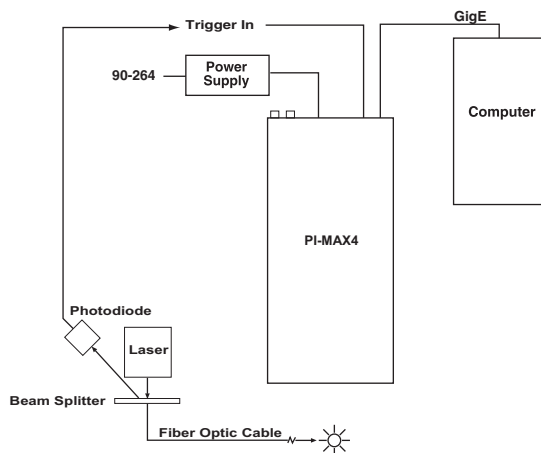 GigE
Trigger In
Power
Supply
90-264
Computer
PI-MAX4
Photodiode
Laser
Beam Splitter
Fiber Optic Cable